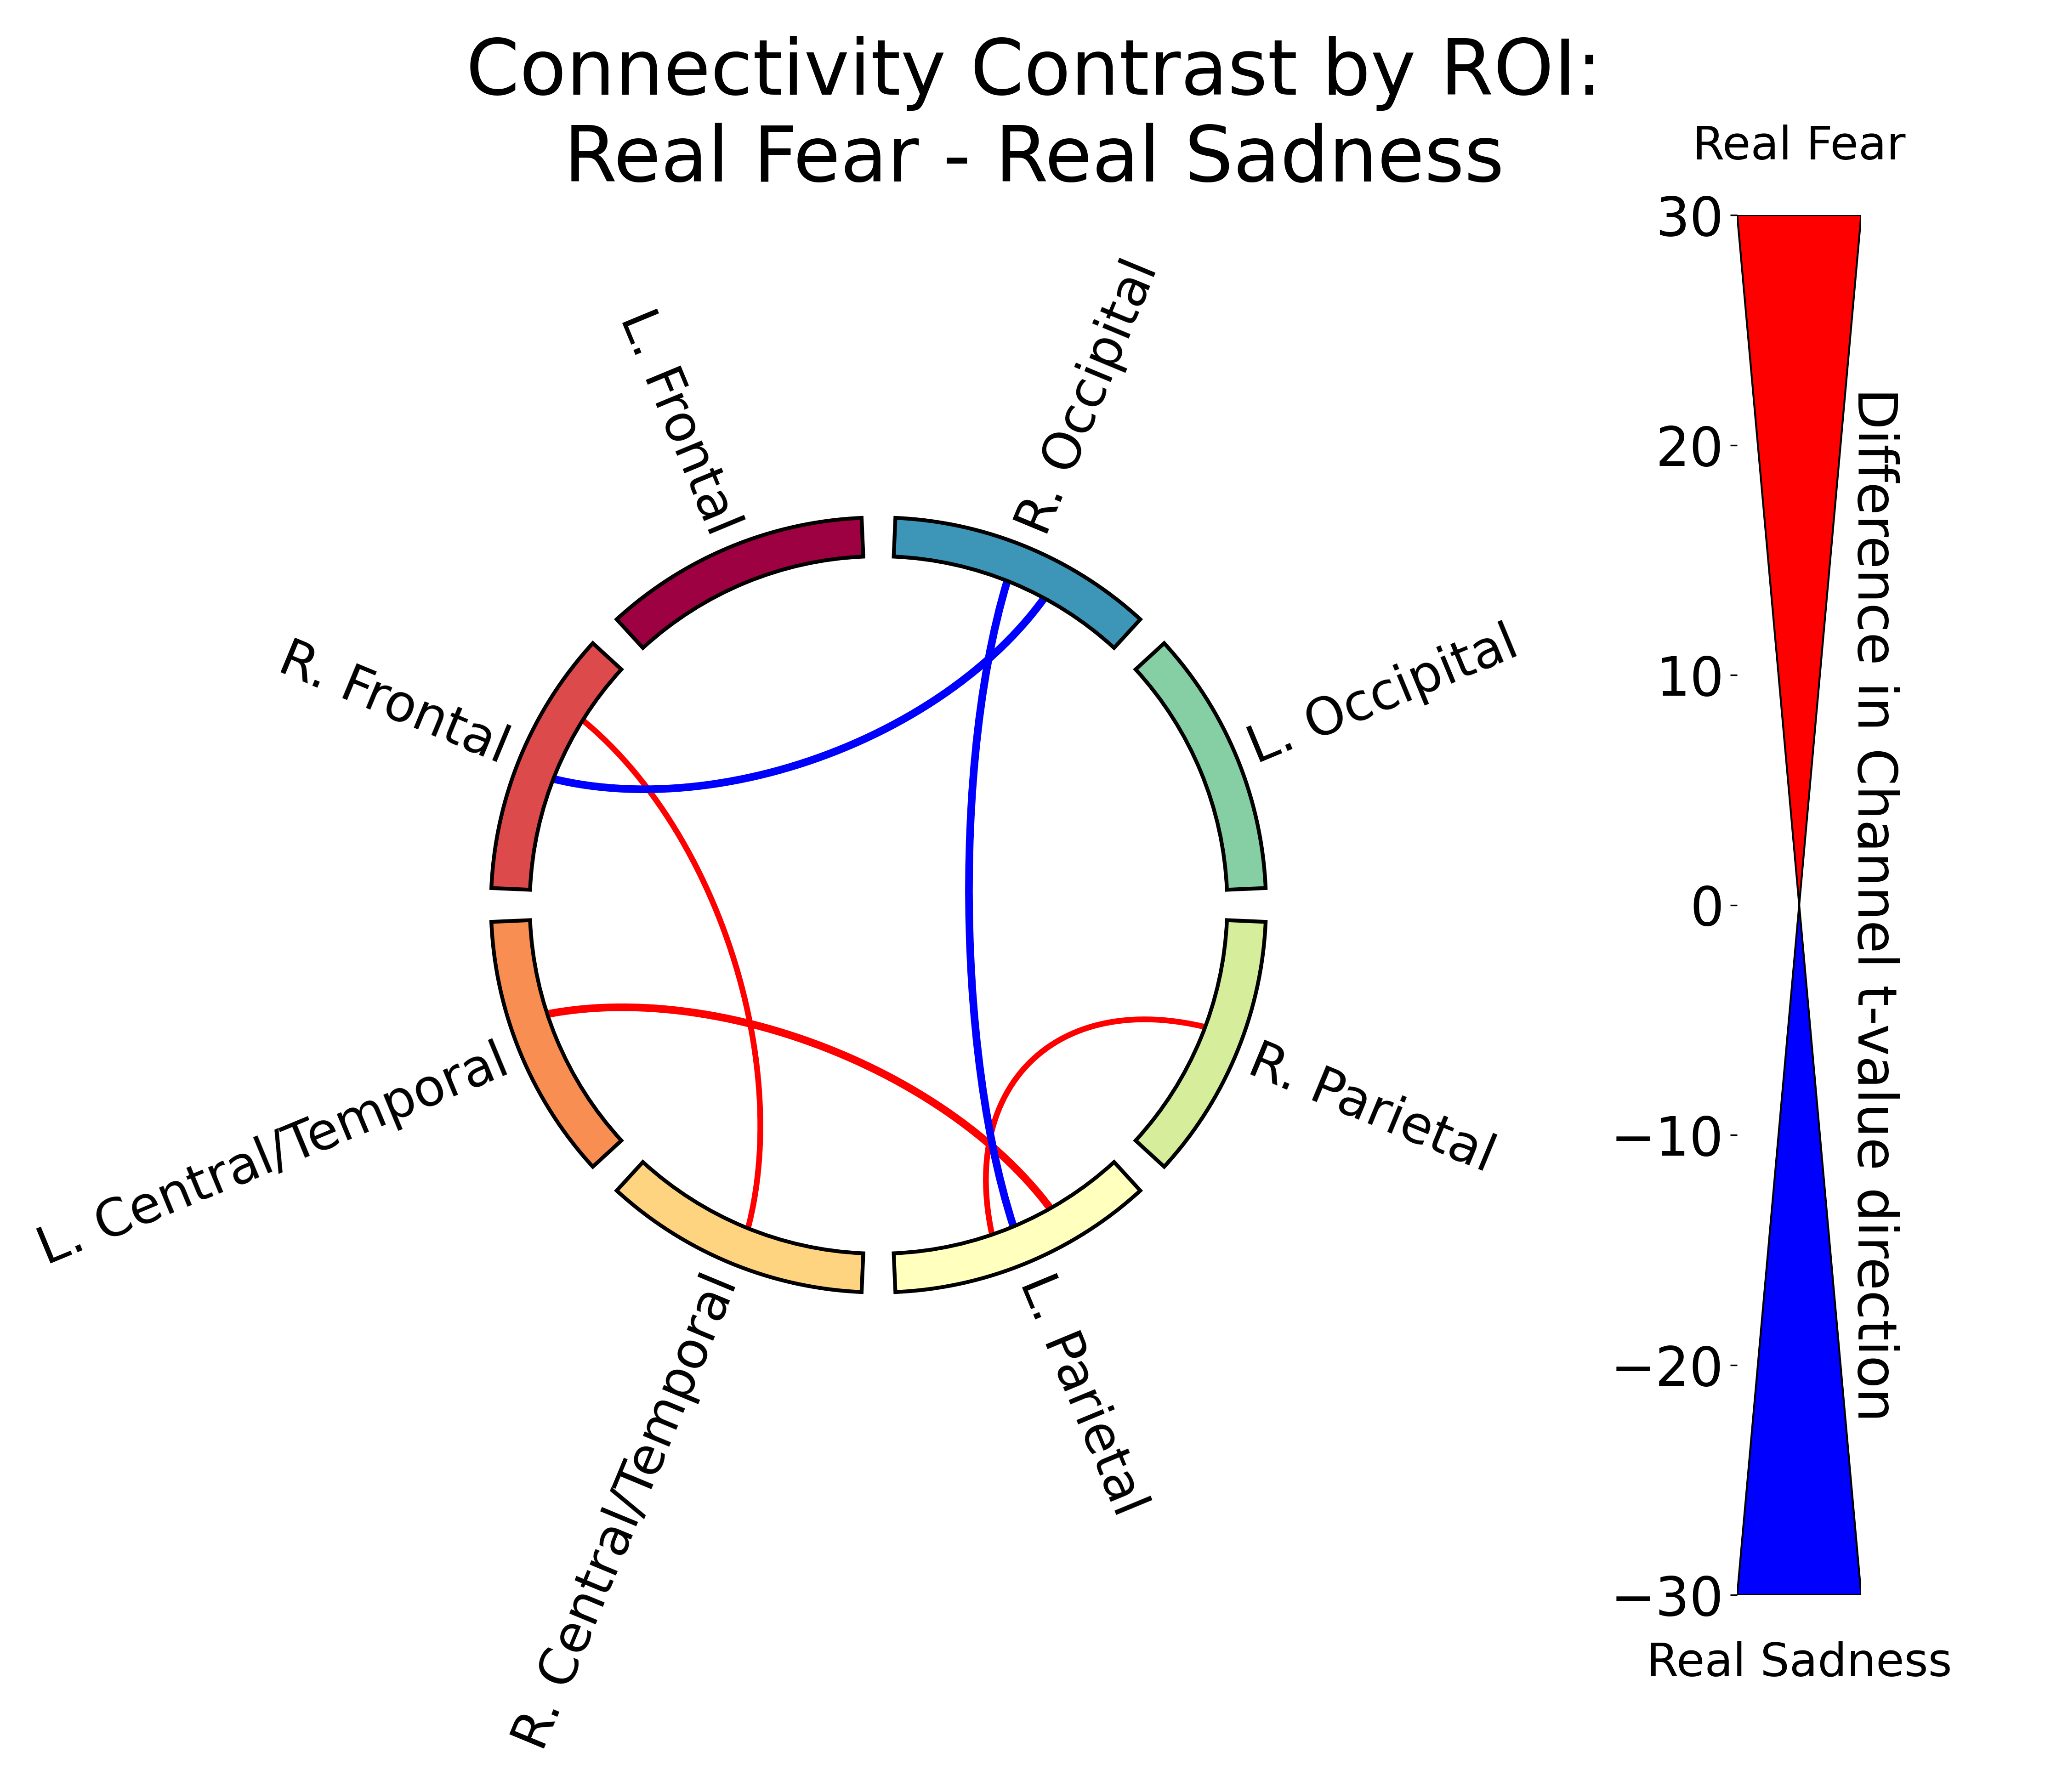 Connectivity Contrast by ROI:
Real Fear - Real Sadness
Real Fear
30
20
10
0
−10
−20
−30
Real Sadness
Difference in Channel t-value direction
L. Frontal
R. Occipital
R. Frontal
L. Occipital
L. Central/Temporal
R. Parietal
R. Central/Temporal
L. Parietal